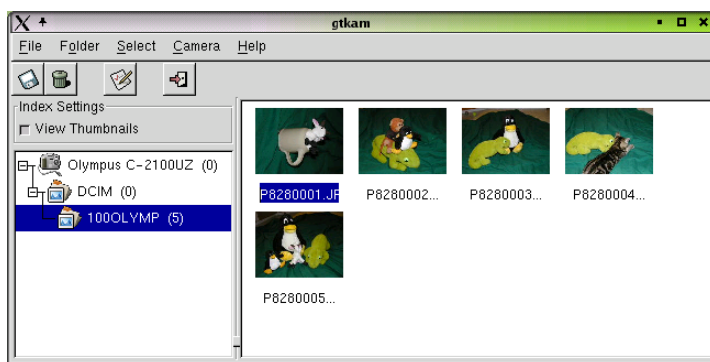 gtkam
File Folder Select Camera Help
Index Settings
View Thumbnails
Olympus C-2100UZ (0)
DCIM (0)
100OLYMP (5)
P8280001.JP
P8280002...
P8280003...
P8280004...
P8280005...